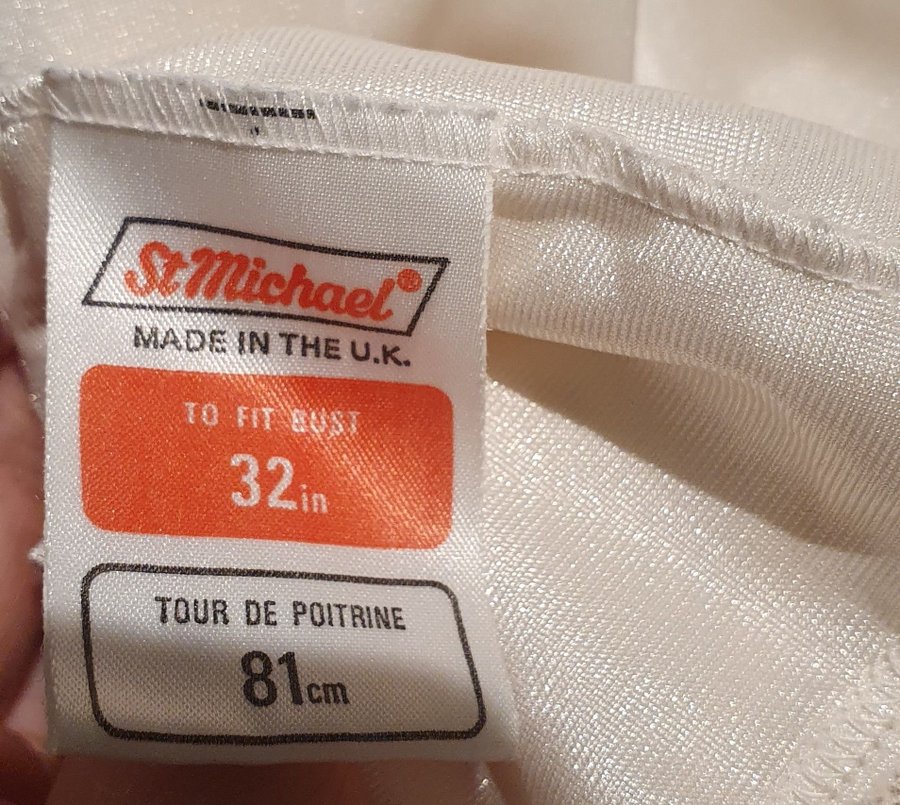 St Michael®
MADE IN THE U.K.
TO FIT BUST
32in
TOUR DE POITRINE
81cm